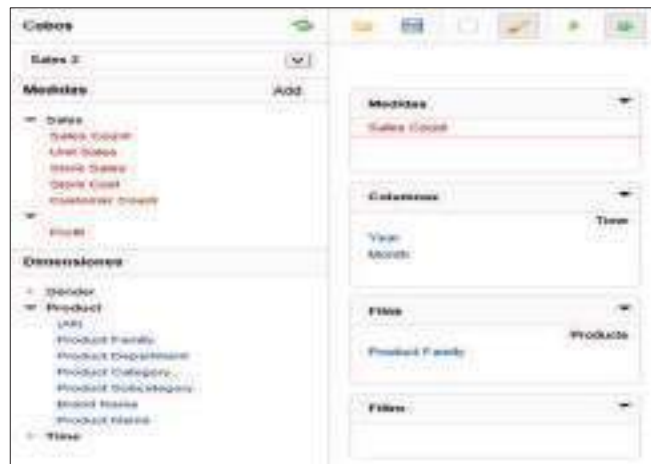 Cubos
Sales 2
Medidas Add
Sales
Sales Count
Unit Sales
Store Sales
Store Cost
Customer Count
Profit
Dimensiones
Gender
Product
(All)
Product Family
Product Department
Product Category
Product Subcategory
Brand Name
Product Name
Time
Medidas
Sales Count
Columnas
Time
Year
Month
Filas
Products
Product Family
Filtro